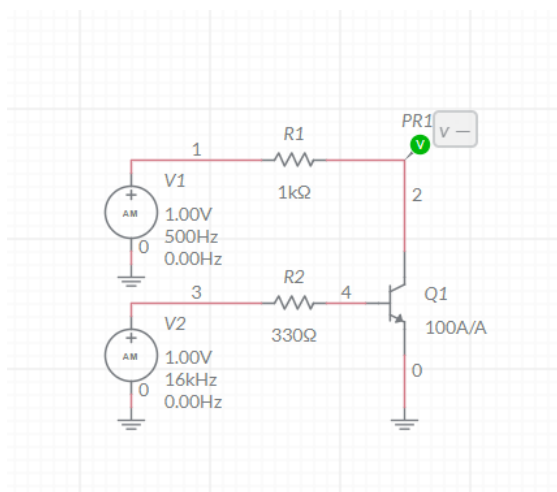 PR1
v —
V
R1
1
1kΩ
2
V1
+
AM
1.00V
500Hz
0.00Hz
0
R2
3
4
330Ω
Q1
100A/A
V2
+
AM
1.00V
16kHz
0.00Hz
0
0